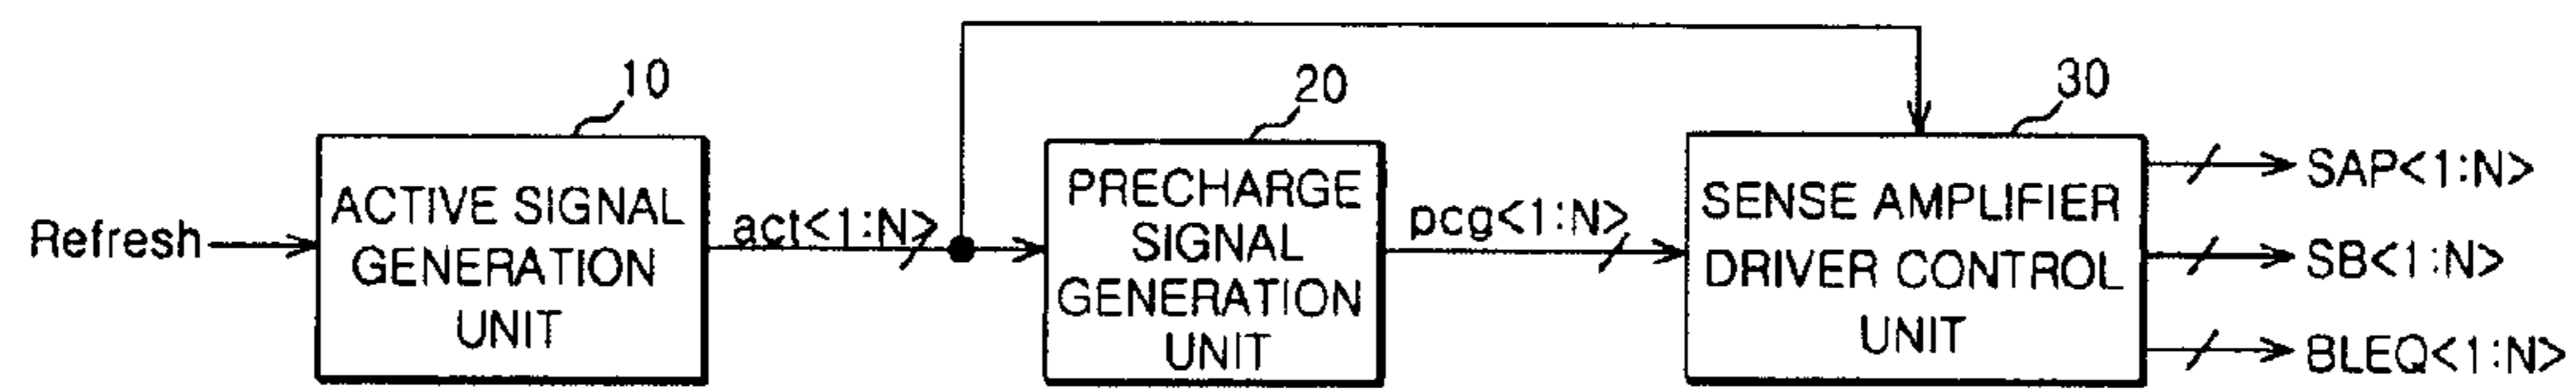 10
20
30
Refresh
ACTIVE SIGNAL
GENERATION
UNIT
act<1:N>
PRECHARGE
SIGNAL
GENERATION
UNIT
pcg<1:N>
SENSE AMPLIFIER
DRIVER CONTROL
UNIT
SAP<1:N>
SB<1:N>
BLEQ<1:N>